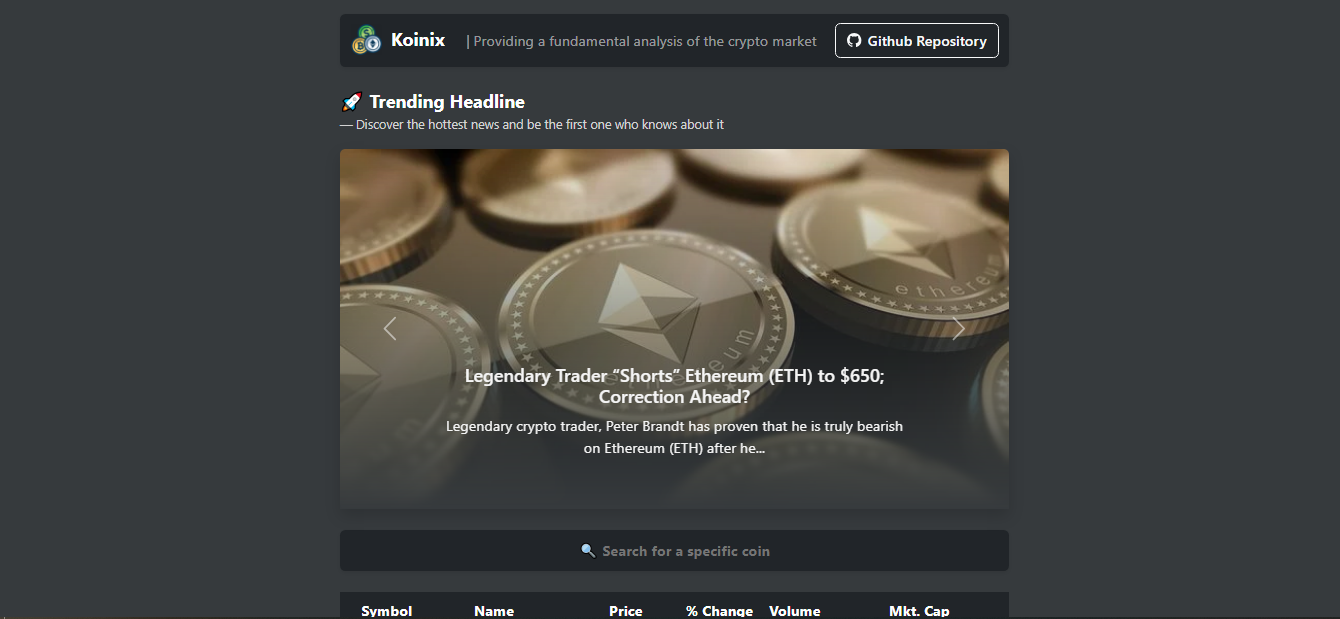 Koinix | Providing a fundamental analysis of the crypto market Github Repository
🚀 Trending Headline
— Discover the hottest news and be the first one who knows about it
ethereum
ethereum
Legendary Trader “Shorts” Ethereum (ETH) to $650;
Correction Ahead?
Legendary crypto trader, Peter Brandt has proven that he is truly bearish
on Ethereum (ETH) after he...
🔍 Search for a specific coin
Symbol Name Price % Change Volume Mkt. Cap